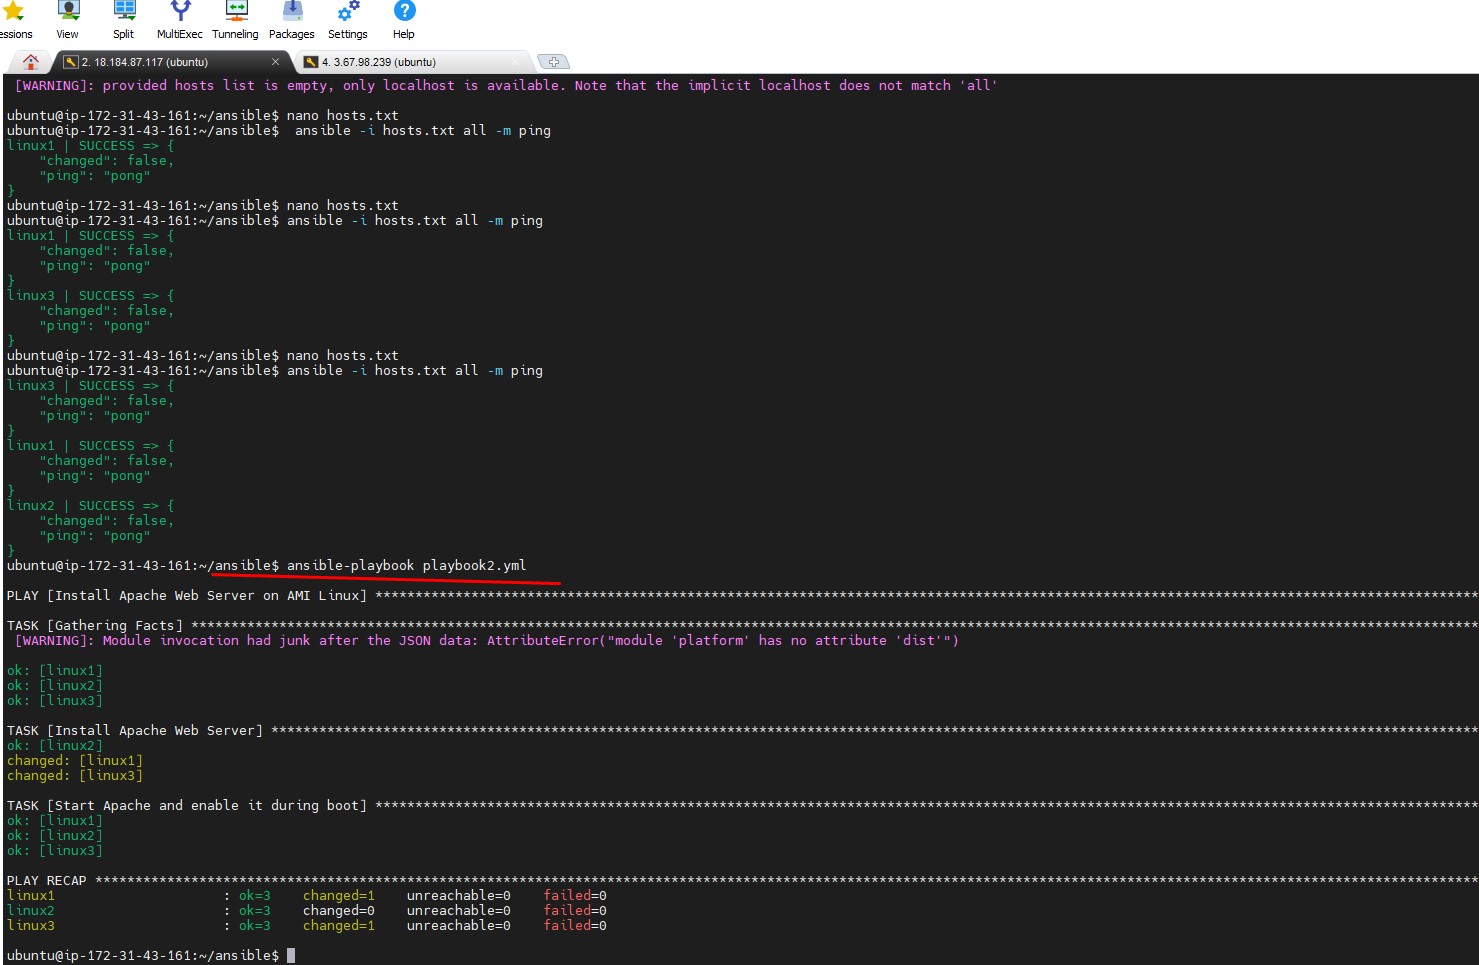 essions View Split MultiExec Tunneling Packages Settings Help
2. 18.184.87.117 (ubuntu) 4. 3.67.98.239 (ubuntu)
[WARNING]: provided hosts list is empty, only localhost is available. Note that the implicit localhost does not match 'all'
ubuntu@ip-172-31-43-161:~/ansible$ nano hosts.txt
ubuntu@ip-172-31-43-161:~/ansible$  ansible -i hosts.txt all -m ping
linux1 | SUCCESS => {
    "changed": false,
    "ping": "pong"
}
ubuntu@ip-172-31-43-161:~/ansible$ nano hosts.txt
ubuntu@ip-172-31-43-161:~/ansible$ ansible -i hosts.txt all -m ping
linux1 | SUCCESS => {
    "changed": false,
    "ping": "pong"
}
linux3 | SUCCESS => {
    "changed": false,
    "ping": "pong"
}
ubuntu@ip-172-31-43-161:~/ansible$ nano hosts.txt
ubuntu@ip-172-31-43-161:~/ansible$ ansible -i hosts.txt all -m ping
linux3 | SUCCESS => {
    "changed": false,
    "ping": "pong"
}
linux1 | SUCCESS => {
    "changed": false,
    "ping": "pong"
}
linux2 | SUCCESS => {
    "changed": false,
    "ping": "pong"
}
ubuntu@ip-172-31-43-161:~/ansible$ ansible-playbook playbook2.yml
PLAY [Install Apache Web Server on AMI Linux] ******************************************************************************************************************************************
TASK [Gathering Facts] *****************************************************************************************************************************************************************
[WARNING]: Module invocation had junk after the JSON data: AttributeError("module 'platform' has no attribute 'dist'")
ok: [linux1]
ok: [linux2]
ok: [linux3]
TASK [Install Apache Web Server] *******************************************************************************************************************************************************
ok: [linux2]
changed: [linux1]
changed: [linux3]
TASK [Start Apache and enable it during boot] ******************************************************************************************************************************************
ok: [linux1]
ok: [linux2]
ok: [linux3]
PLAY RECAP *****************************************************************************************************************************************************************************
linux1                     : ok=3    changed=1    unreachable=0    failed=0
linux2                     : ok=3    changed=0    unreachable=0    failed=0
linux3                     : ok=3    changed=1    unreachable=0    failed=0
ubuntu@ip-172-31-43-161:~/ansible$